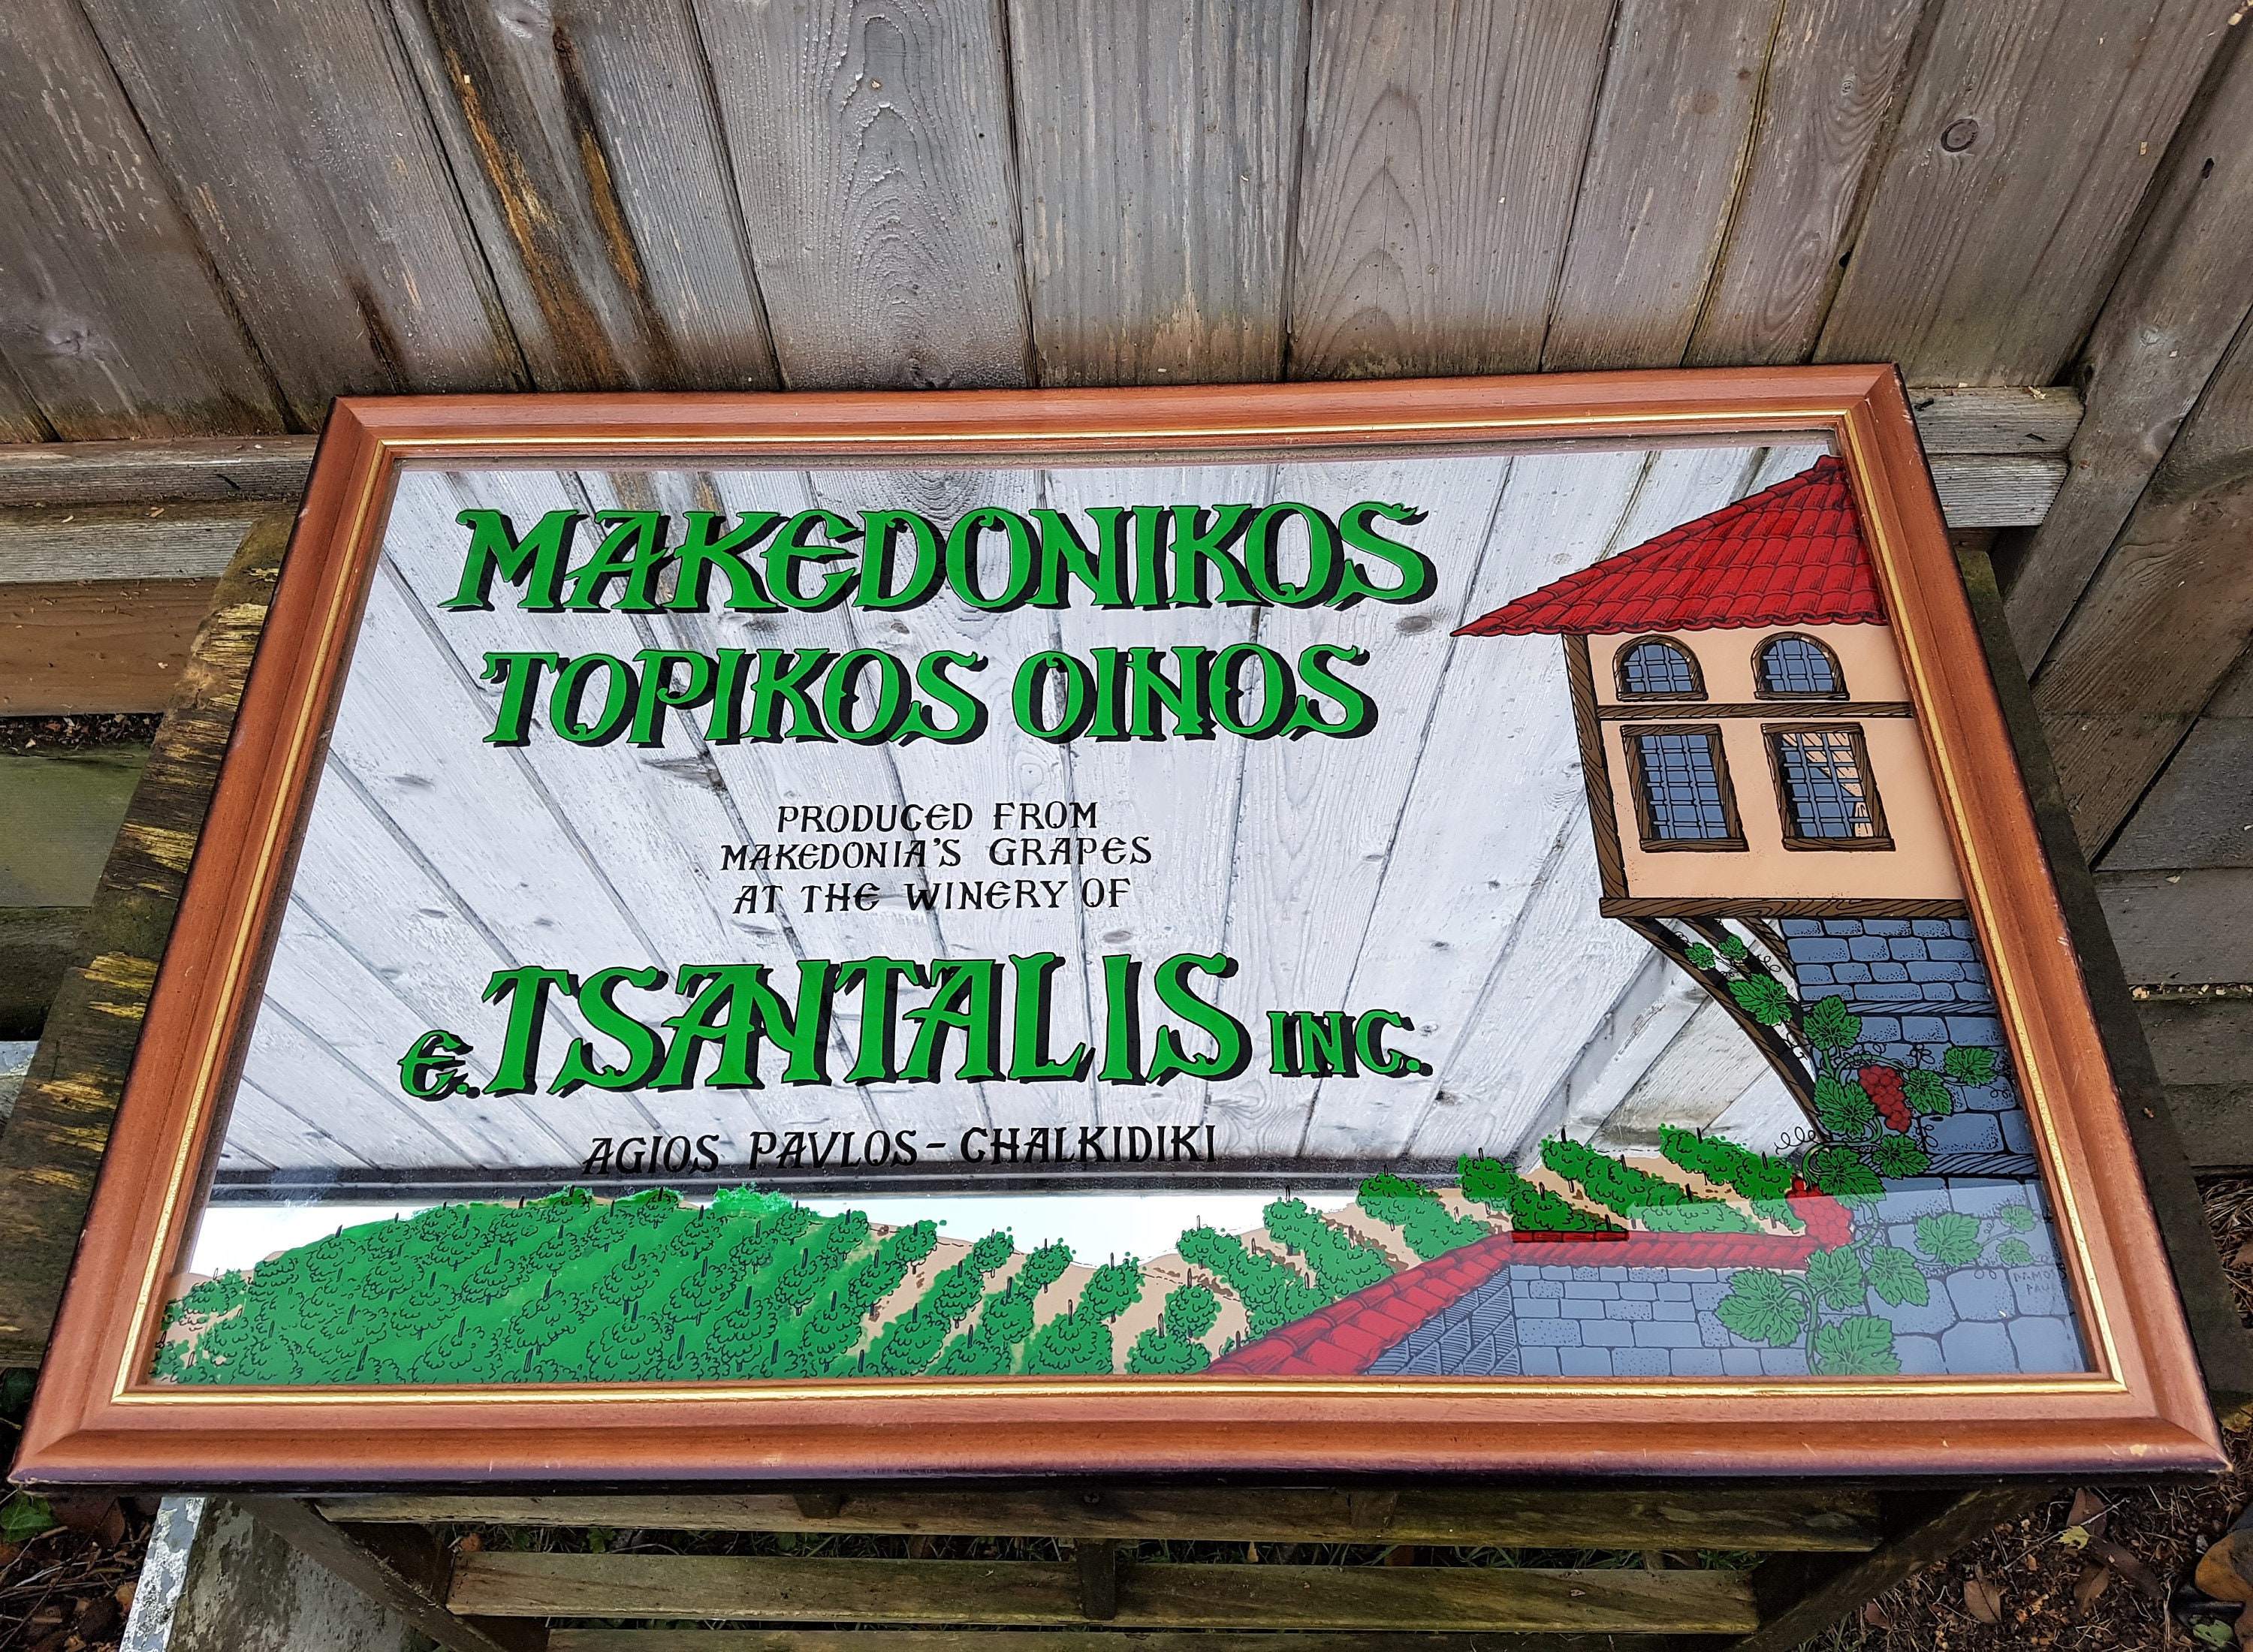 MAKEDONIKOS
TOPIKOS OINOS
PRODUCED FROM
MAKEDONIA'S GRAPES
AT THE WINERY OF
E. TSANTALIS INC.
AGIOS PAVLOS - CHALKIDIKI